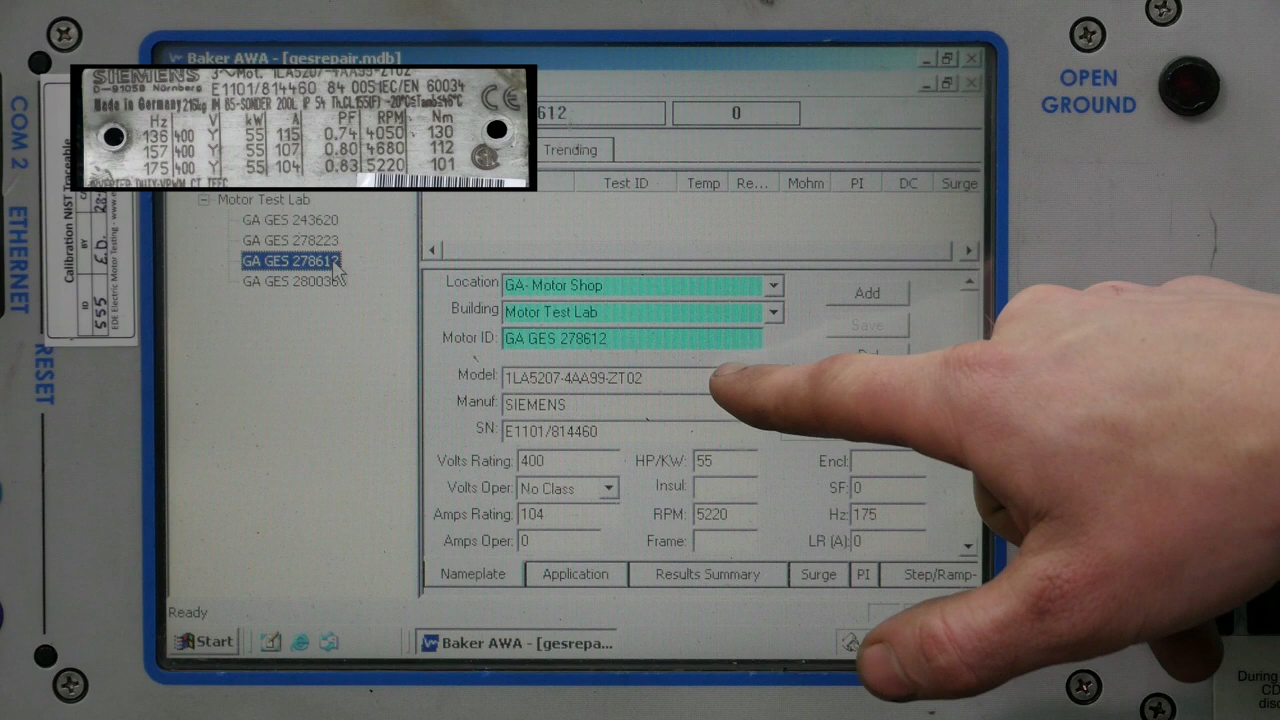 Baker AWA - [gesrepair.mdb]
SIEMENS 3~Mot. 1LA5207-4AA99-ZT02
D-91056 Nürnberg E1101/814460 84 005 IEC/EN 60034
Made in Germany 216kg IM B5-SONDER 200L IP 54 Th.CL.155(F) -20°C≤Tamb≤46°C
CE
Hz V kW A PF RPM Nm
136 400 Y 55 115 0.74 4050 130
157 400 Y 55 107 0.80 4680 112
175 400 Y 55 104 0.83 5220 101
612 0
Trending
Test ID Temp Re... Mohm PI DC Surge
Motor Test Lab
GA GES 243620
GA GES 278223
GA GES 278612
Location GA- Motor Shop
Add
Building Motor Test Lab
Save
Motor ID: GA GES 278612
Model: 1LA5207-4AA99-ZT02
Manuf: SIEMENS
SN: E1101/814460
Volts Rating: 400 HP/KW: 55 Encl:
Volts Oper: No Class Insul: SF: 0
Amps Rating: 104 RPM: 5220 Hz: 175
Amps Oper: 0 Frame: LR (A): 0
Nameplate Application Results Summary Surge PI Step/Ramp-
Ready
Start Baker AWA - [gesrepa...
COM 2
ETHERNET
RESET
Calibration NIST Traceable
BY
ID 555
EDE Electric Motor Testing
OPEN
GROUND
During
CD